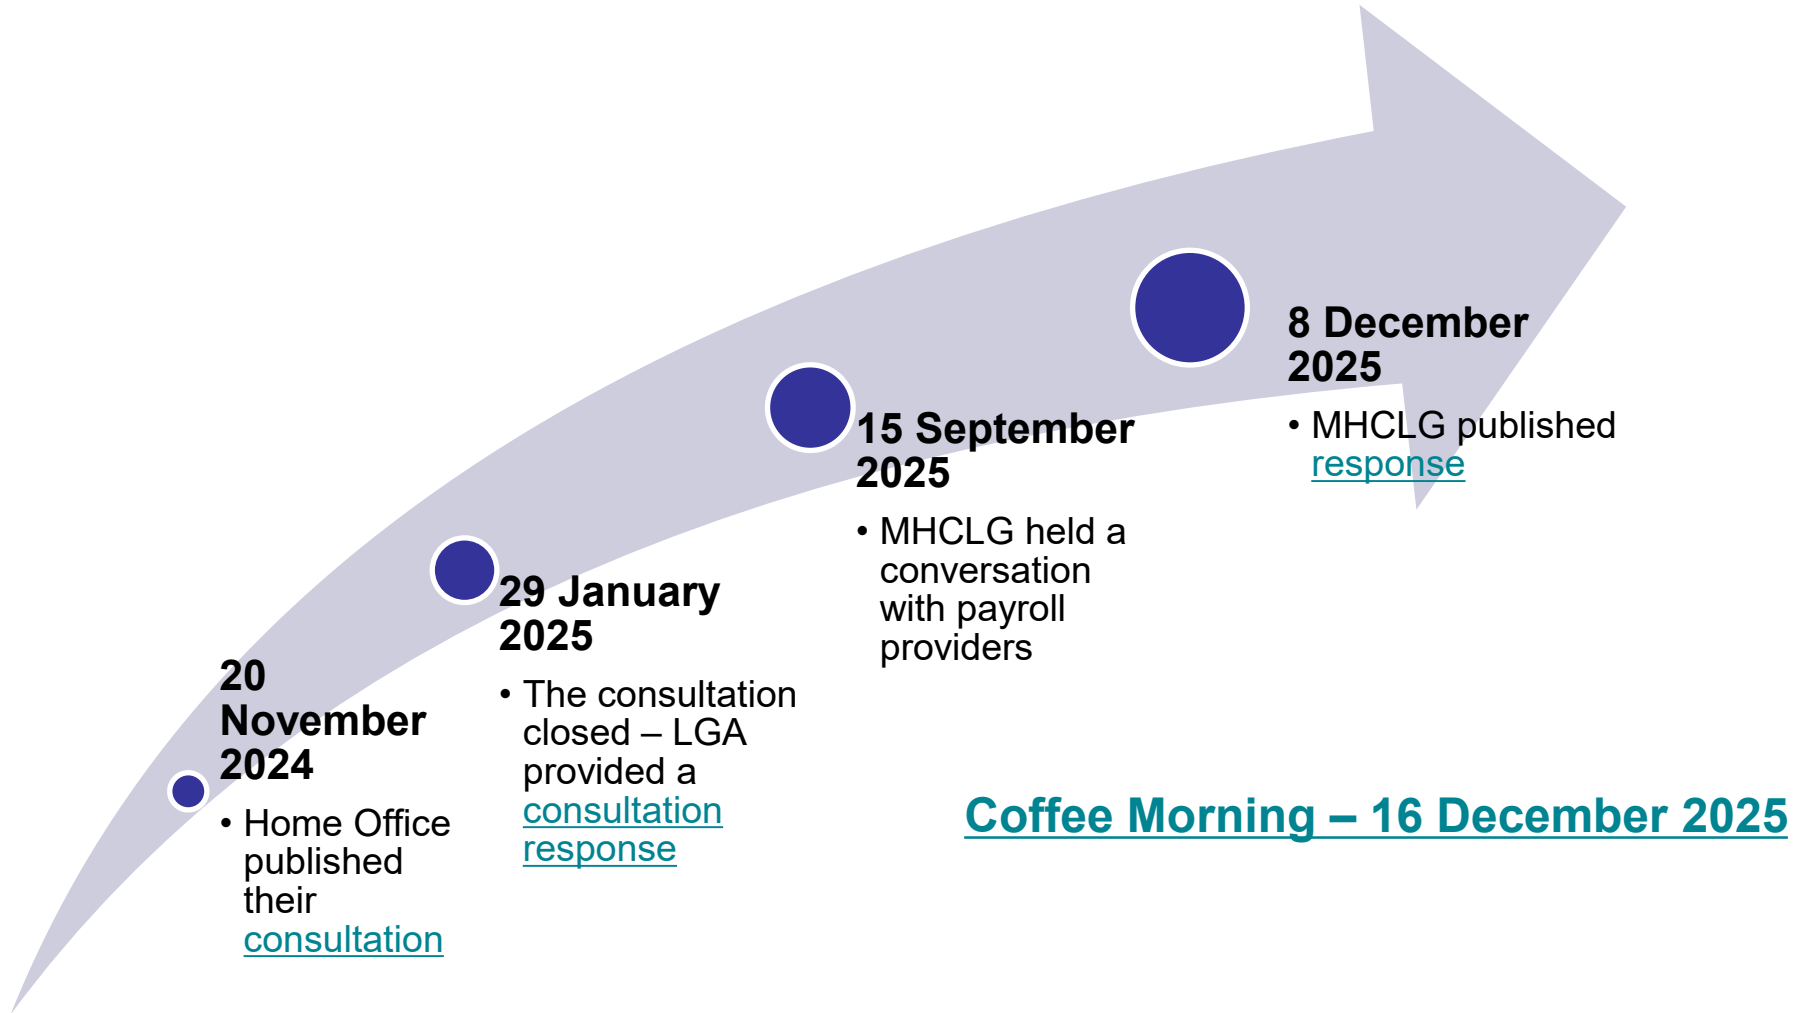 20
November
2024
• Home Office
published
their
consultation
29 January
2025
• The consultation
closed – LGA
provided a
consultation
response
15 September
2025
• MHCLG held a
conversation
with payroll
providers
8 December
2025
• MHCLG published
response
Coffee Morning – 16 December 2025